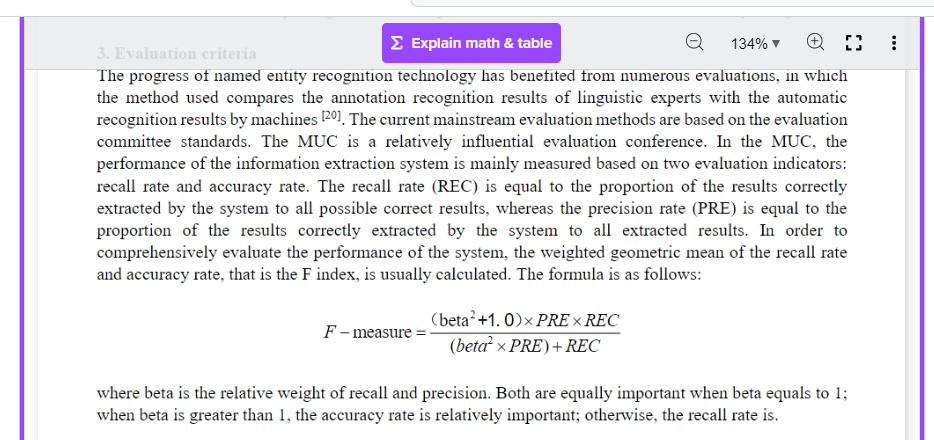 Σ Explain math & table
134% ▾
3. Evaluation criteria
The progress of named entity recognition technology has benefited from numerous evaluations, in which
the method used compares the annotation recognition results of linguistic experts with the automatic
recognition results by machines [20]. The current mainstream evaluation methods are based on the evaluation
committee standards. The MUC is a relatively influential evaluation conference. In the MUC, the
performance of the information extraction system is mainly measured based on two evaluation indicators:
recall rate and accuracy rate. The recall rate (REC) is equal to the proportion of the results correctly
extracted by the system to all possible correct results, whereas the precision rate (PRE) is equal to the
proportion of the results correctly extracted by the system to all extracted results. In order to
comprehensively evaluate the performance of the system, the weighted geometric mean of the recall rate
and accuracy rate, that is the F index, is usually calculated. The formula is as follows:
(beta²+1. 0)× PRE × REC
F – measure =
(beta² × PRE) + REC
where beta is the relative weight of recall and precision. Both are equally important when beta equals to 1;
when beta is greater than 1, the accuracy rate is relatively important; otherwise, the recall rate is.